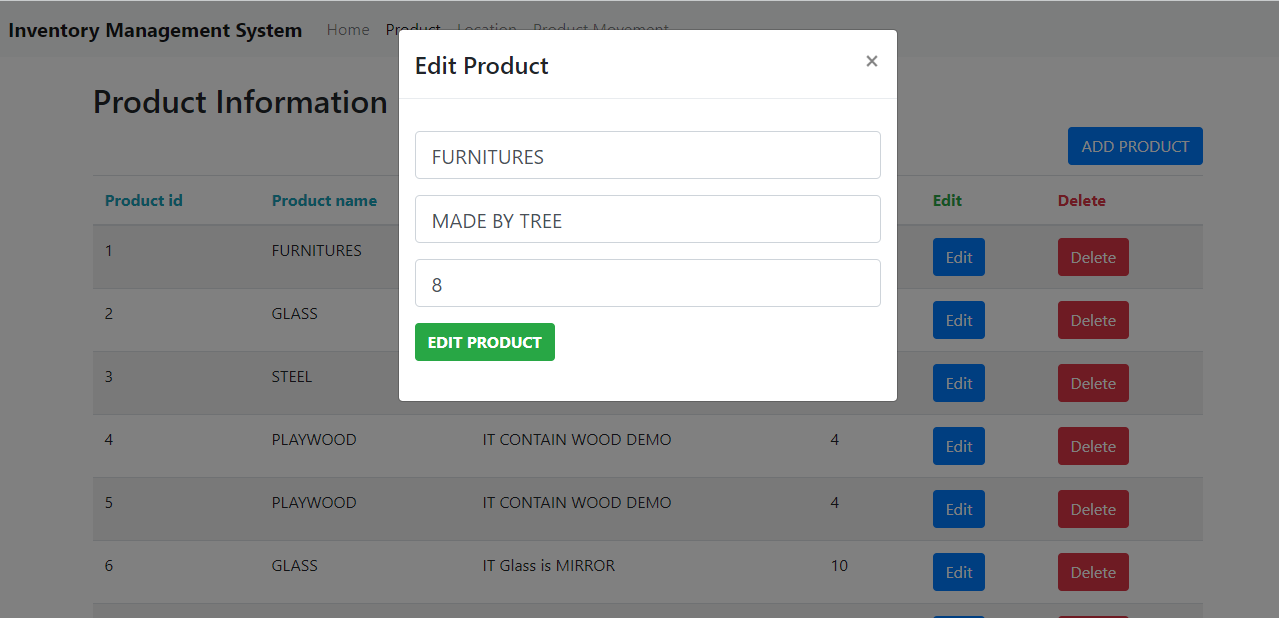 Inventory Management System Home Product Location Product Movement
Edit Product ×
Product Information
FURNITURES
ADD PRODUCT
MADE BY TREE
8
EDIT PRODUCT
Product id Product name Edit Delete
1 FURNITURES Edit Delete
2 GLASS Edit Delete
3 STEEL Edit Delete
4 PLAYWOOD IT CONTAIN WOOD DEMO 4 Edit Delete
5 PLAYWOOD IT CONTAIN WOOD DEMO 4 Edit Delete
6 GLASS IT Glass is MIRROR 10 Edit Delete